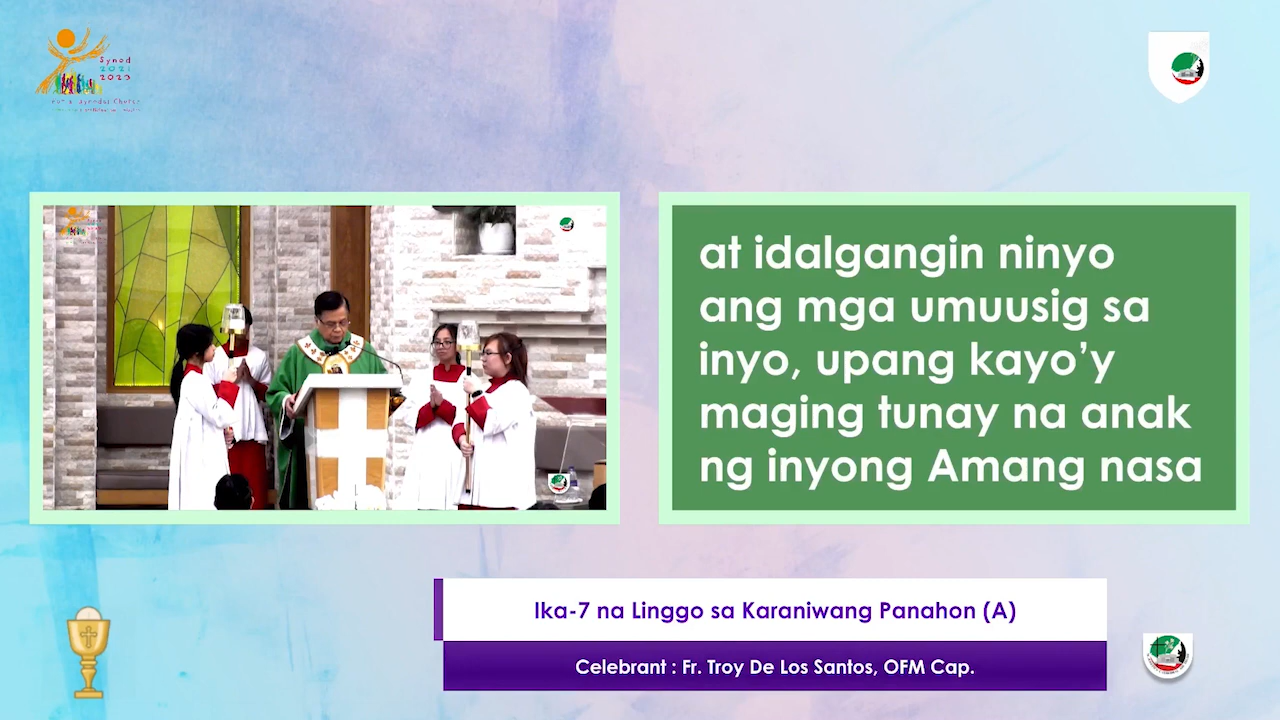 Synod
2021
2023
at idalgangin ninyo
ang mga umuusig sa
inyo, upang kayo’y
maging tunay na anak
ng inyong Amang nasa
Ika-7 na Linggo sa Karaniwang Panahon (A)
Celebrant : Fr. Troy De Los Santos, OFM Cap.